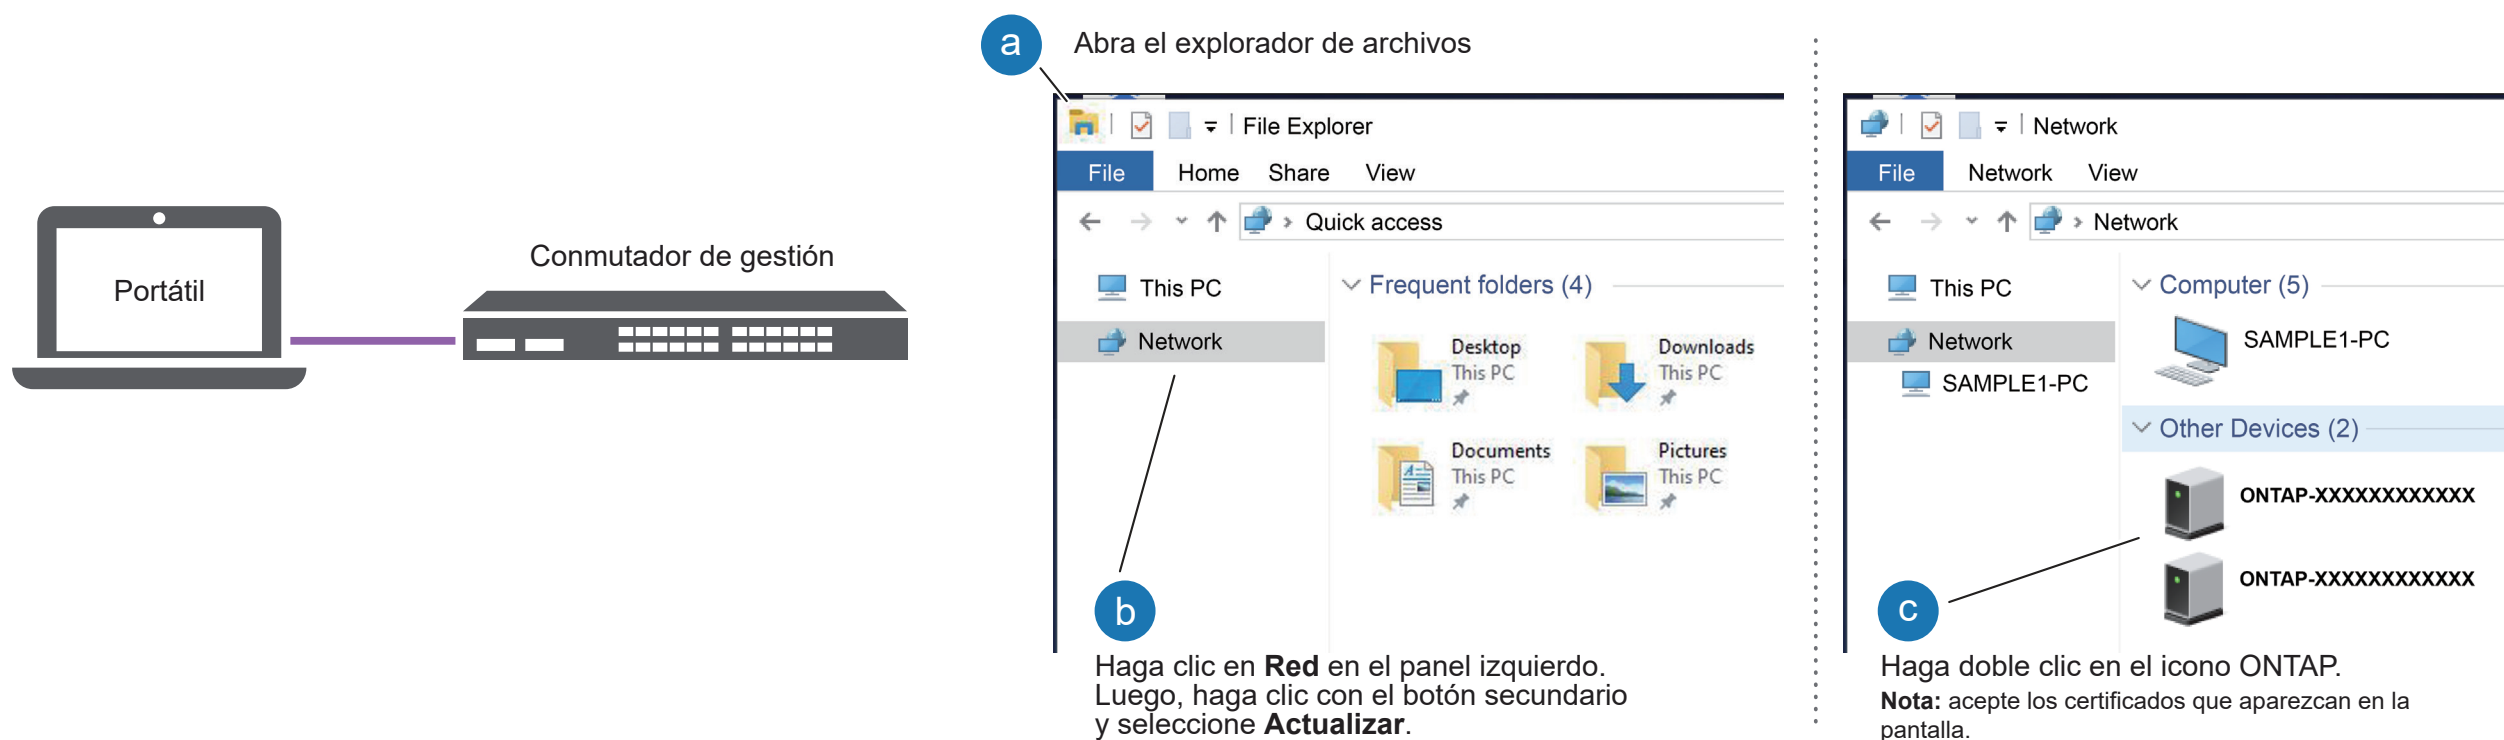 Portátil
Conmutador de gestión
a
Abra el explorador de archivos
File Explorer
File Home Share View
Quick access
This PC
Network
Frequent folders (4)
Desktop
This PC
Downloads
This PC
Documents
This PC
Pictures
This PC
b
Haga clic en Red en el panel izquierdo.
Luego, haga clic con el botón secundario
y seleccione Actualizar.
Network
File Network View
Network
This PC
Network
SAMPLE1-PC
Computer (5)
SAMPLE1-PC
Other Devices (2)
ONTAP-XXXXXXXXXXXX
ONTAP-XXXXXXXXXXXX
c
Haga doble clic en el icono ONTAP.
Nota: acepte los certificados que aparezcan en la
pantalla.